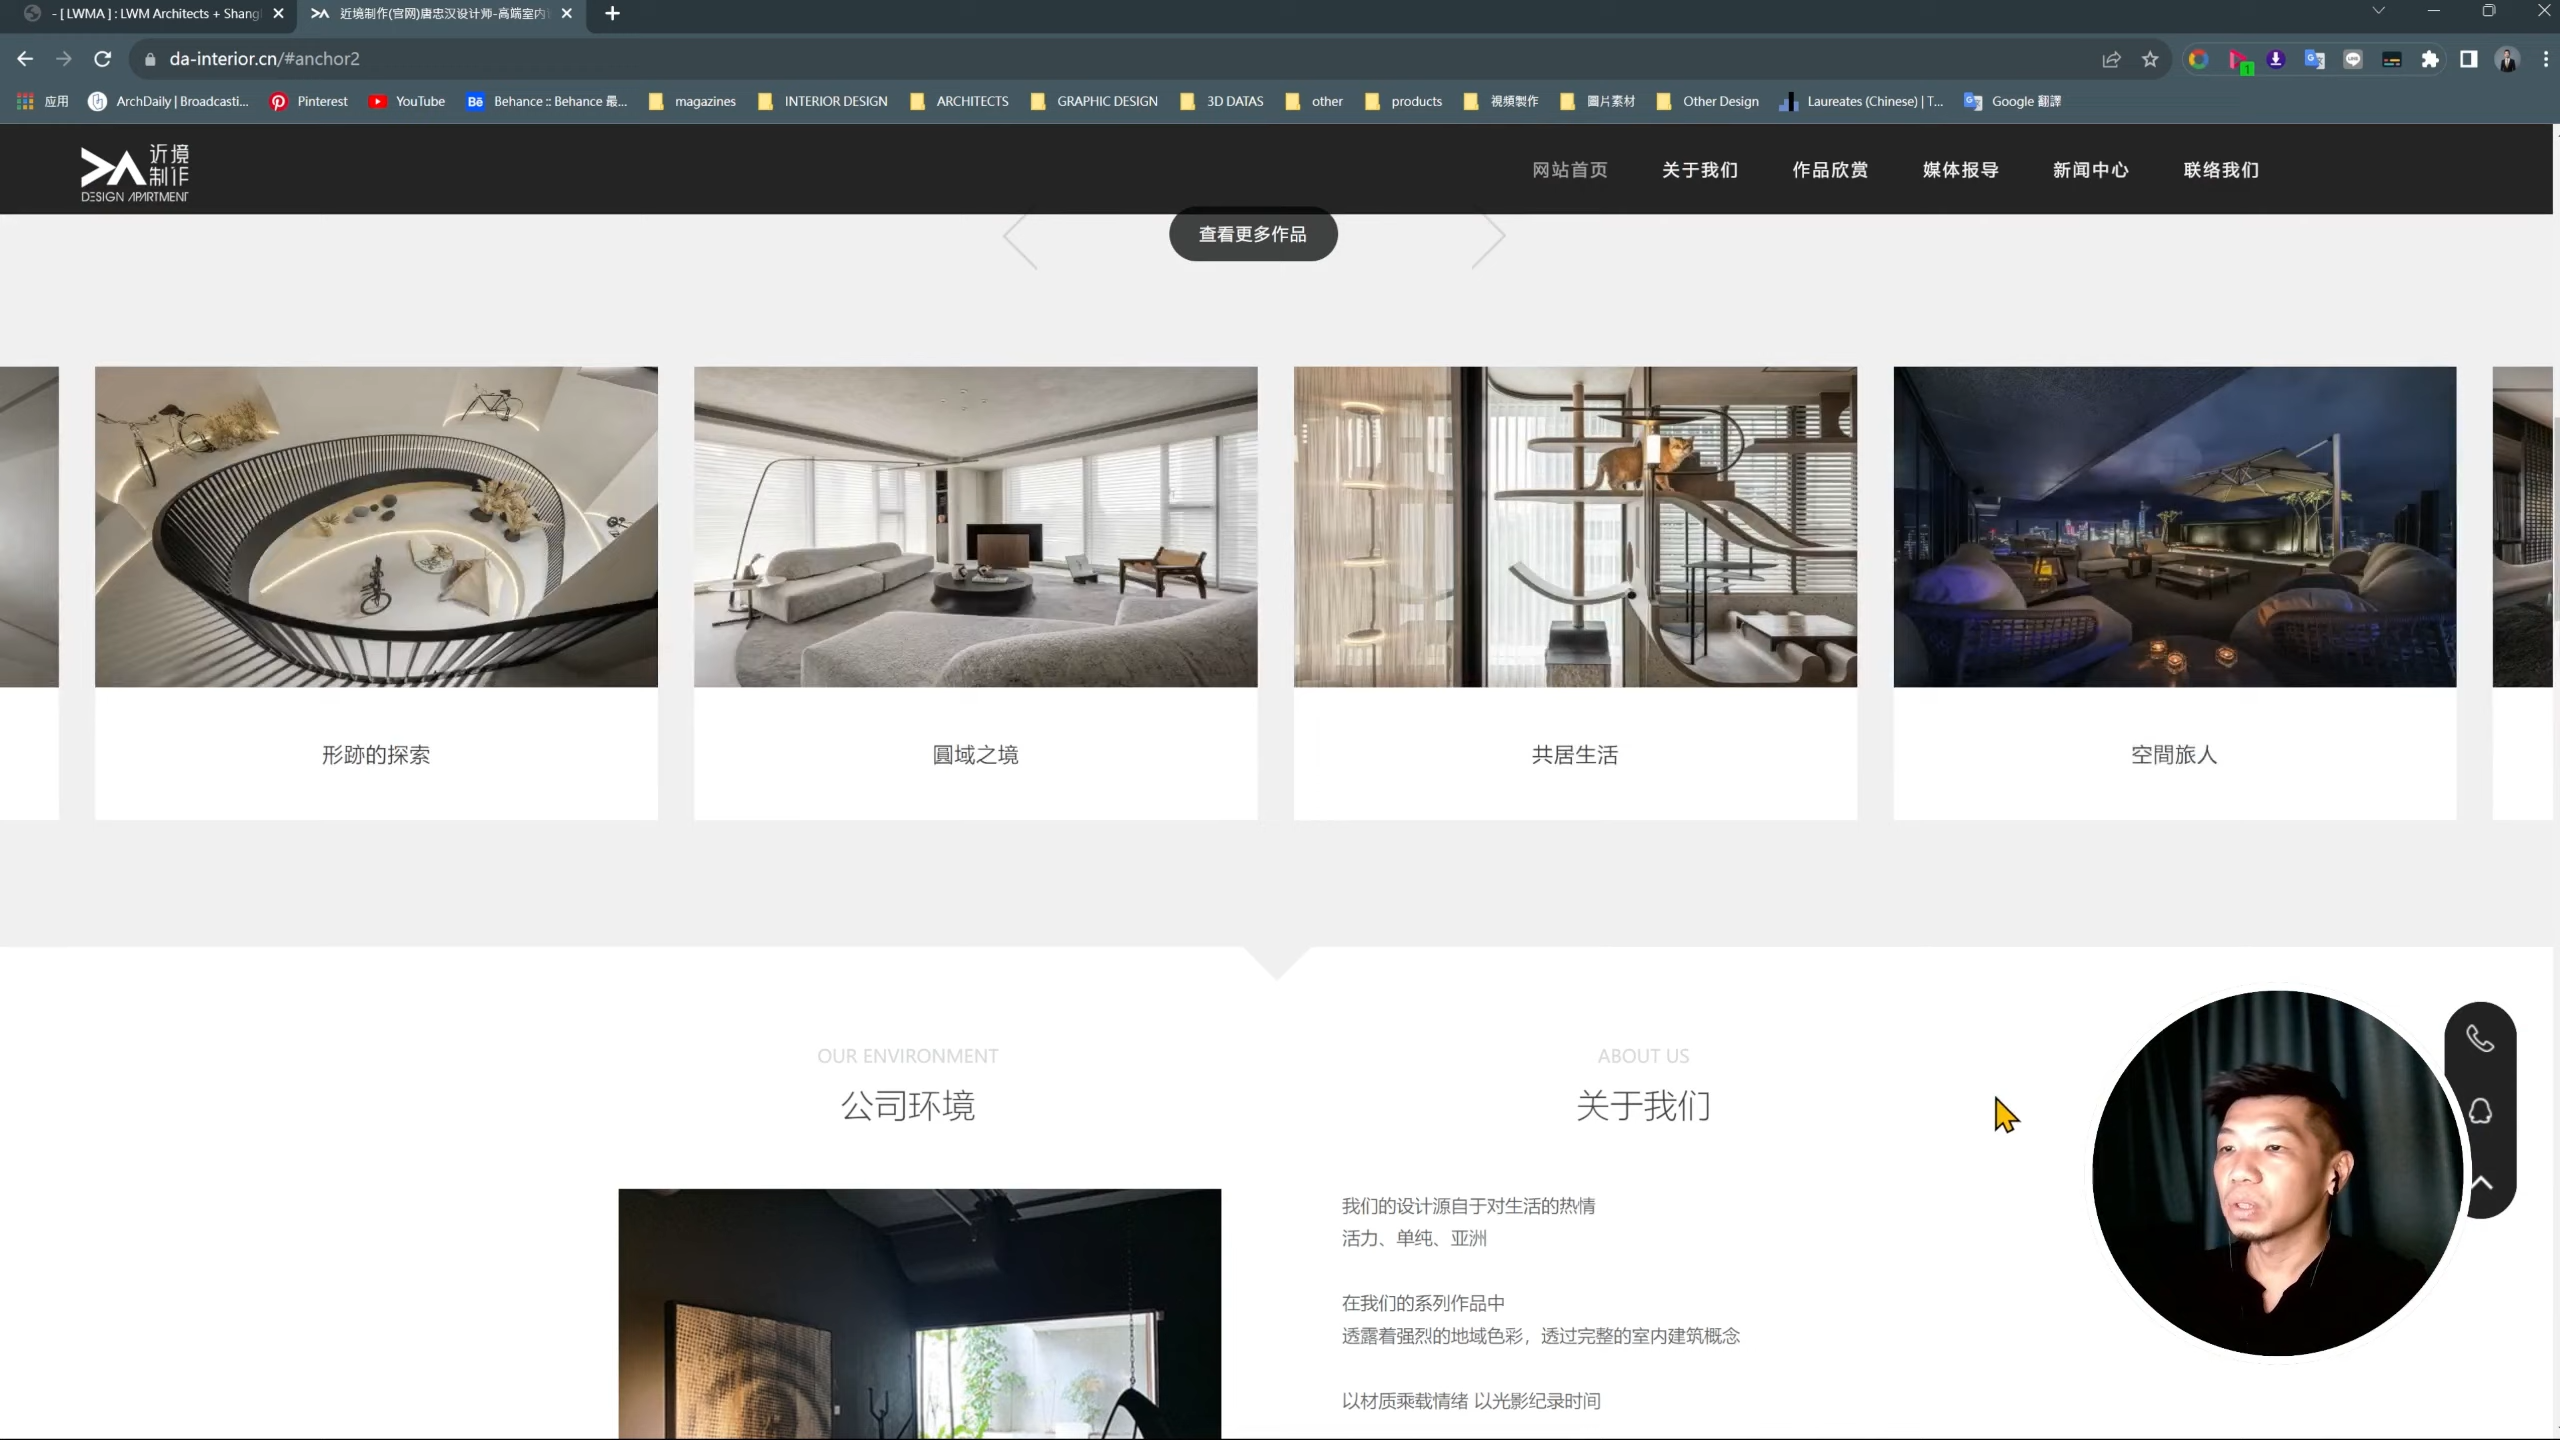 - [ LWMA ] : LWM Architects + Shang
近境制作(官网)唐忠汉设计师-高端室内
da-interior.cn/#anchor2
应用
ArchDaily | Broadcasti...
Pinterest
YouTube
Behance :: Behance 最...
magazines
INTERIOR DESIGN
ARCHITECTS
GRAPHIC DESIGN
3D DATAS
other
products
視頻製作
圖片素材
Other Design
Laureates (Chinese) | T...
Google 翻譯
近境
制作
DESIGN APARTMENT
网站首页
关于我们
作品欣赏
媒体报导
新闻中心
联络我们
查看更多作品
形跡的探索
圓域之境
共居生活
空間旅人
OUR ENVIRONMENT
公司环境
ABOUT US
关于我们
我们的设计源自于对生活的热情
活力、单纯、亚洲
在我们的系列作品中
透露着强烈的地域色彩，透过完整的室内建筑概念
以材质乘载情绪 以光影纪录时间